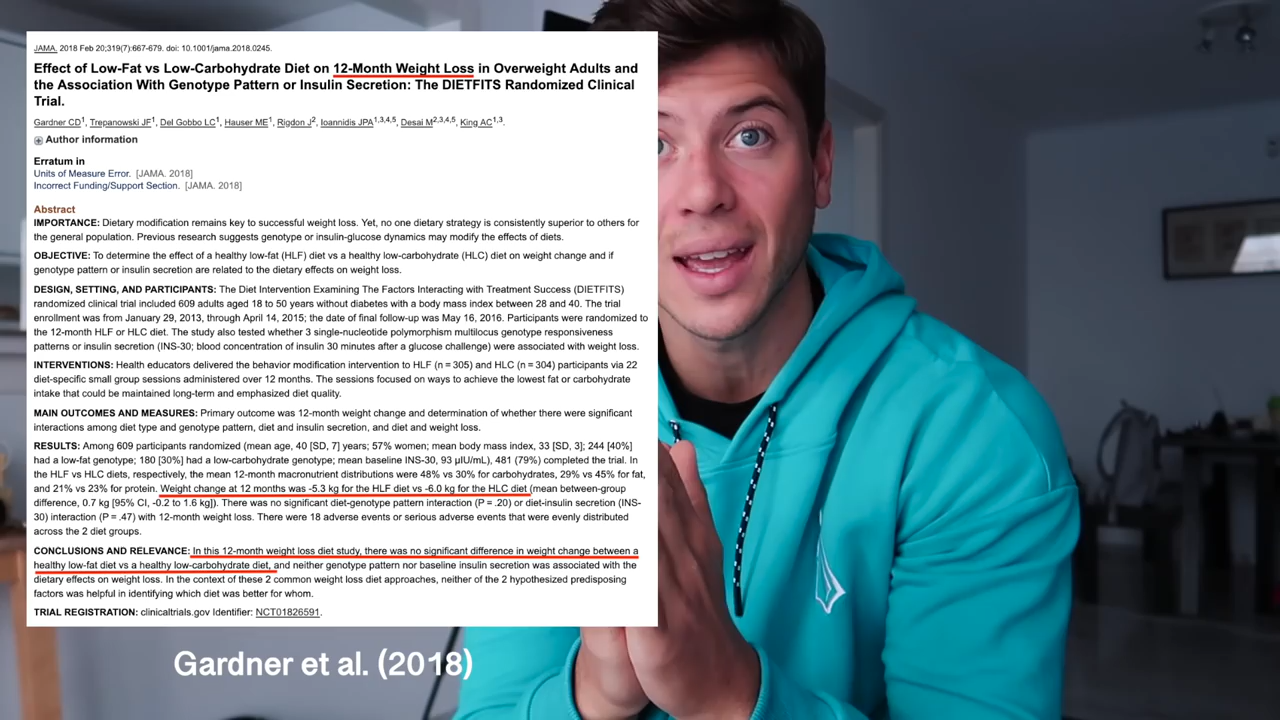 JAMA. 2018 Feb 20;319(7):667-679. doi: 10.1001/jama.2018.0245.
Effect of Low-Fat vs Low-Carbohydrate Diet on 12-Month Weight Loss in Overweight Adults and
the Association With Genotype Pattern or Insulin Secretion: The DIETFITS Randomized Clinical
Trial.
Gardner CD1, Trepanowski JF1, Del Gobbo LC1, Hauser ME1, Rigdon J2, Ioannidis JPA1,3,4,5, Desai M2,3,4,5, King AC1,3.
Author information
Erratum in
Units of Measure Error. [JAMA. 2018]
Incorrect Funding/Support Section. [JAMA. 2018]
Abstract
IMPORTANCE: Dietary modification remains key to successful weight loss. Yet, no one dietary strategy is consistently superior to others for
the general population. Previous research suggests genotype or insulin-glucose dynamics may modify the effects of diets.
OBJECTIVE: To determine the effect of a healthy low-fat (HLF) diet vs a healthy low-carbohydrate (HLC) diet on weight change and if
genotype pattern or insulin secretion are related to the dietary effects on weight loss.
DESIGN, SETTING, AND PARTICIPANTS: The Diet Intervention Examining The Factors Interacting with Treatment Success (DIETFITS)
randomized clinical trial included 609 adults aged 18 to 50 years without diabetes with a body mass index between 28 and 40. The trial
enrollment was from January 29, 2013, through April 14, 2015; the date of final follow-up was May 16, 2016. Participants were randomized to
the 12-month HLF or HLC diet. The study also tested whether 3 single-nucleotide polymorphism multilocus genotype responsiveness
patterns or insulin secretion (INS-30; blood concentration of insulin 30 minutes after a glucose challenge) were associated with weight loss.
INTERVENTIONS: Health educators delivered the behavior modification intervention to HLF (n = 305) and HLC (n = 304) participants via 22
diet-specific small group sessions administered over 12 months. The sessions focused on ways to achieve the lowest fat or carbohydrate
intake that could be maintained long-term and emphasized diet quality.
MAIN OUTCOMES AND MEASURES: Primary outcome was 12-month weight change and determination of whether there were significant
interactions among diet type and genotype pattern, diet and insulin secretion, and diet and weight loss.
RESULTS: Among 609 participants randomized (mean age, 40 [SD, 7] years; 57% women; mean body mass index, 33 [SD, 3]; 244 [40%]
had a low-fat genotype; 180 [30%] had a low-carbohydrate genotype; mean baseline INS-30, 93 μIU/mL), 481 (79%) completed the trial. In
the HLF vs HLC diets, respectively, the mean 12-month macronutrient distributions were 48% vs 30% for carbohydrates, 29% vs 45% for fat,
and 21% vs 23% for protein. Weight change at 12 months was -5.3 kg for the HLF diet vs -6.0 kg for the HLC diet (mean between-group
difference, 0.7 kg [95% CI, -0.2 to 1.6 kg]). There was no significant diet-genotype pattern interaction (P = .20) or diet-insulin secretion (INS-
30) interaction (P = .47) with 12-month weight loss. There were 18 adverse events or serious adverse events that were evenly distributed
across the 2 diet groups.
CONCLUSIONS AND RELEVANCE: In this 12-month weight loss diet study, there was no significant difference in weight change between a
healthy low-fat diet vs a healthy low-carbohydrate diet, and neither genotype pattern nor baseline insulin secretion was associated with the
dietary effects on weight loss. In the context of these 2 common weight loss diet approaches, neither of the 2 hypothesized predisposing
factors was helpful in identifying which diet was better for whom.
TRIAL REGISTRATION: clinicaltrials.gov Identifier: NCT01826591.
Gardner et al. (2018)